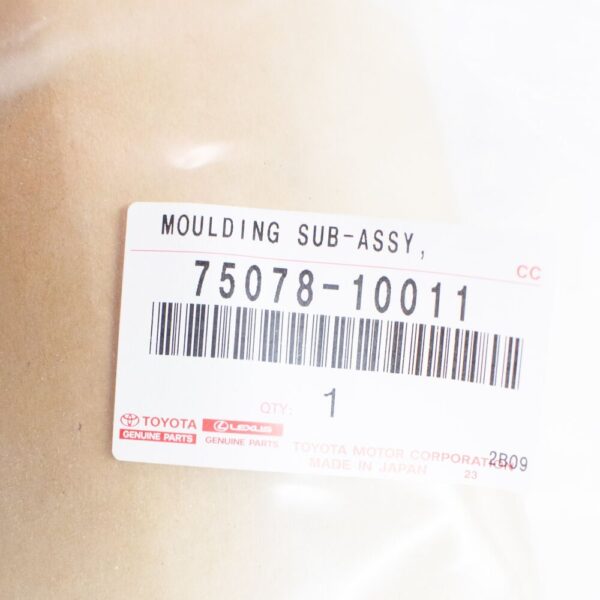 MOULDING SUB-ASSY,
CC
75078-10011
QTY: 1
TOYOTA LEXUS
GENUINE PARTS GENUINE PARTS
TOYOTA MOTOR CORPORATION 2B09
MADE IN JAPAN 23